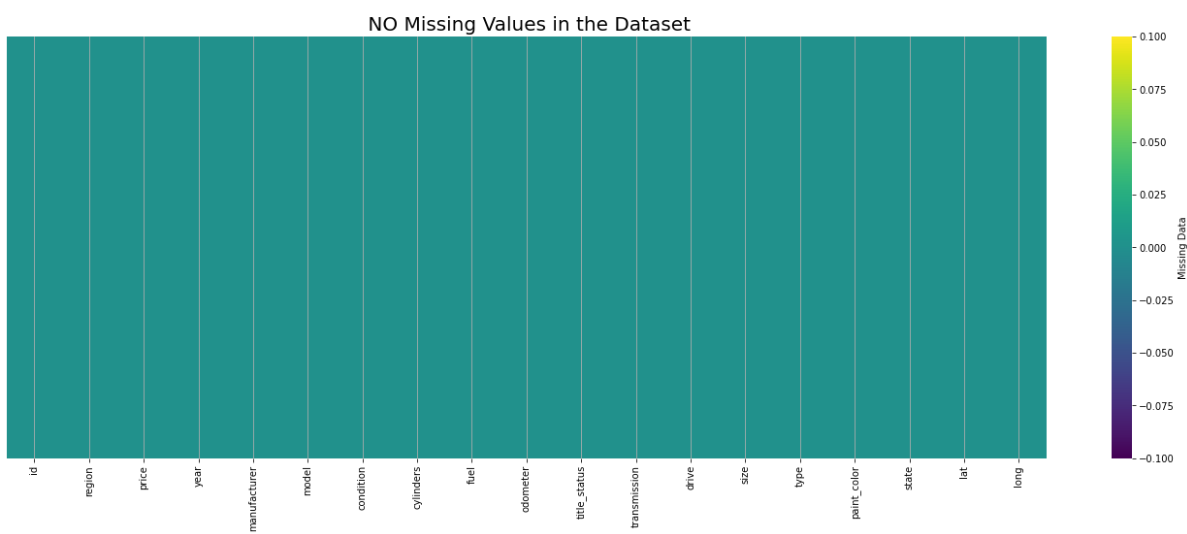 NO Missing Values in the Dataset
0.100
0.075
0.050
0.025
0.000
−0.025
−0.050
−0.075
−0.100
Missing Data
id
region
price
year
manufacturer
model
condition
cylinders
fuel
odometer
title_status
transmission
drive
size
type
paint_color
state
lat
long